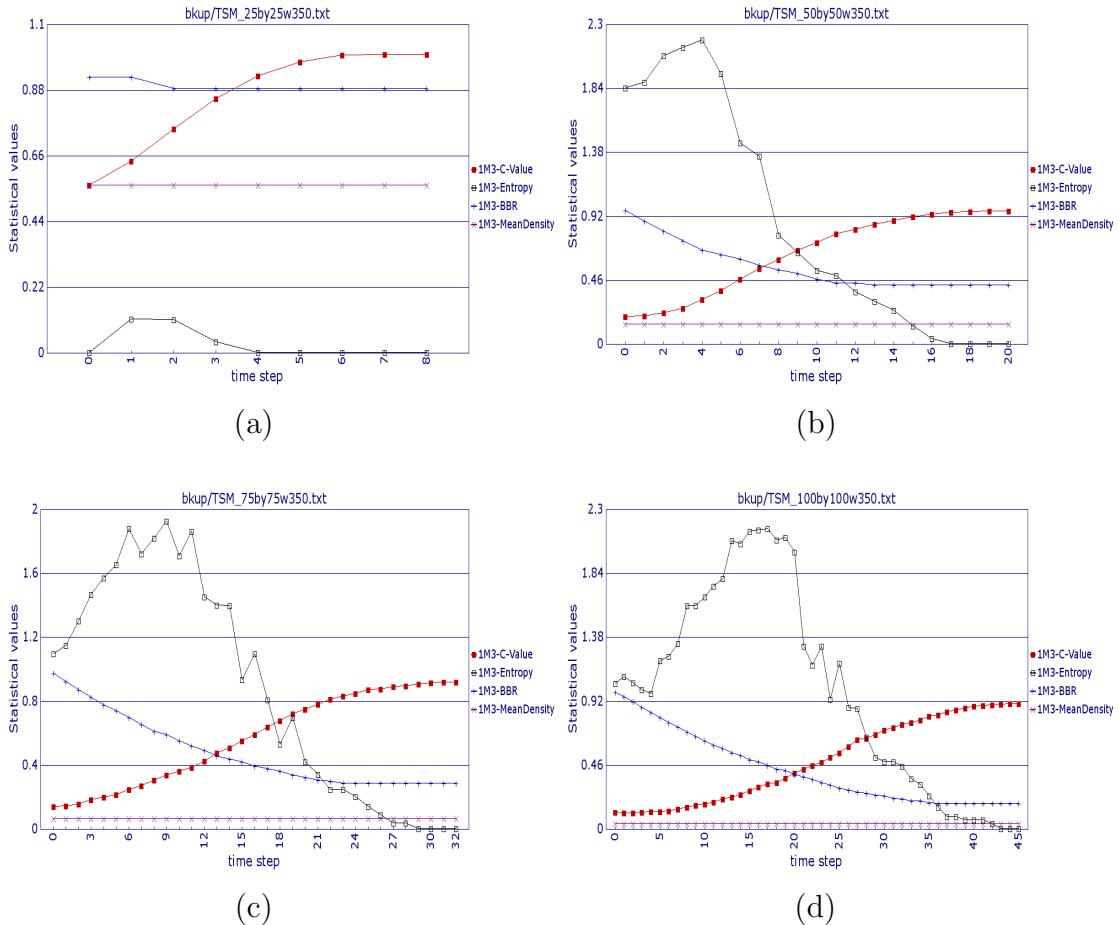 bkup/TSM_25by25w350.txt
1.1
0.88
0.66
0.44
0.22
0
Statistical values
0 1 2 3 4 5 6 7 8
time step
1M3-C-Value
1M3-Entropy
1M3-BBR
1M3-MeanDensity
(a)
bkup/TSM_50by50w350.txt
2.3
1.84
1.38
0.92
0.46
0
Statistical values
0 2 4 6 8 10 12 14 16 18 20
time step
1M3-C-Value
1M3-Entropy
1M3-BBR
1M3-MeanDensity
(b)
bkup/TSM_75by75w350.txt
2
1.6
1.2
0.8
0.4
0
Statistical values
0 3 6 9 12 15 18 21 24 27 30 32
time step
1M3-C-Value
1M3-Entropy
1M3-BBR
1M3-MeanDensity
(c)
bkup/TSM_100by100w350.txt
2.3
1.84
1.38
0.92
0.46
0
Statistical values
0 5 10 15 20 25 30 35 40 45
time step
1M3-C-Value
1M3-Entropy
1M3-BBR
1M3-MeanDensity
(d)